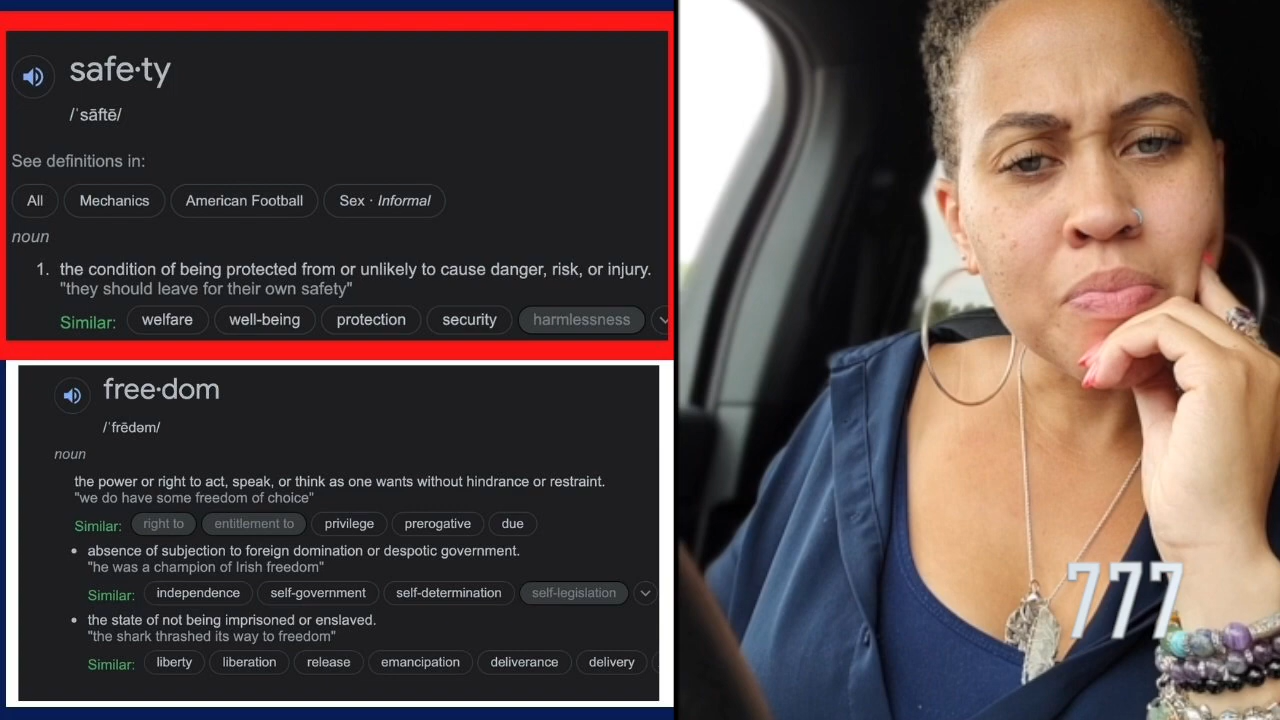 safe·ty
/ˈsāftē/
See definitions in:
All Mechanics American Football Sex · Informal
noun
1. the condition of being protected from or unlikely to cause danger, risk, or injury.
"they should leave for their own safety"
Similar: welfare well-being protection security harmlessness
free·dom
/ˈfrēdəm/
noun
the power or right to act, speak, or think as one wants without hindrance or restraint.
"we do have some freedom of choice"
Similar: right to entitlement to privilege prerogative due
• absence of subjection to foreign domination or despotic government.
"he was a champion of Irish freedom"
Similar: independence self-government self-determination self-legislation
• the state of not being imprisoned or enslaved.
"the shark thrashed its way to freedom"
Similar: liberty liberation release emancipation deliverance delivery
777